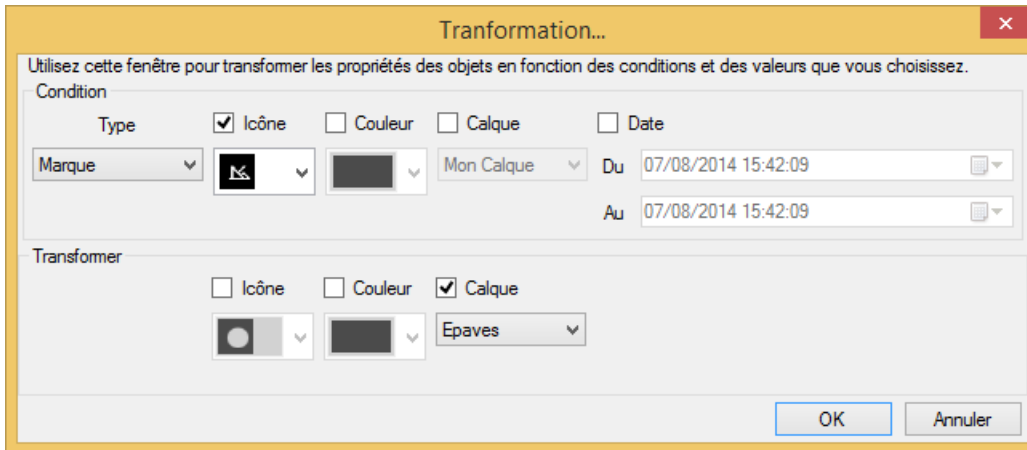 Tranformation...
Utilisez cette fenêtre pour transformer les propriétés des objets en fonction des conditions et des valeurs que vous choisissez.
Condition
Type Icône Couleur Calque Date
Marque Mon Calque Du 07/08/2014 15:42:09
Au 07/08/2014 15:42:09
Transformer
Icône Couleur Calque
Epaves
OK Annuler